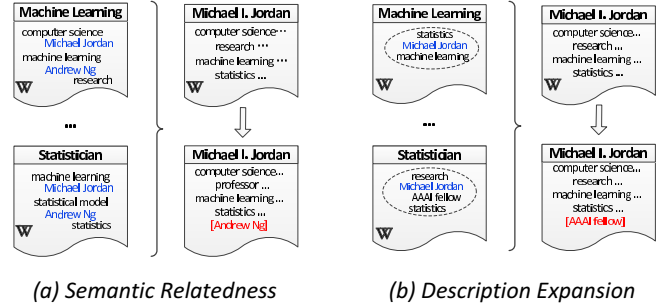 Machine Learning
computer science
Michael Jordan
machine learning
Andrew Ng
research
W
...
Statistician
machine learning
Michael Jordan
statistical model
Andrew Ng
statistics
W
Michael I. Jordan
computer science...
research ...
machine learning ...
statistics ...
W
Michael I. Jordan
computer science...
professor ...
machine learning ...
statistics ...
[Andrew Ng]
W
(a) Semantic Relatedness
Machine Learning
statistics
Michael Jordan
machine learning
W
...
Statistician
research
Michael Jordan
AAAI fellow
statistics
W
Michael I. Jordan
computer science...
research ...
machine learning ...
statistics ...
W
Michael I. Jordan
computer science...
research ...
machine learning ...
statistics ...
[AAAI fellow]
W
(b) Description Expansion